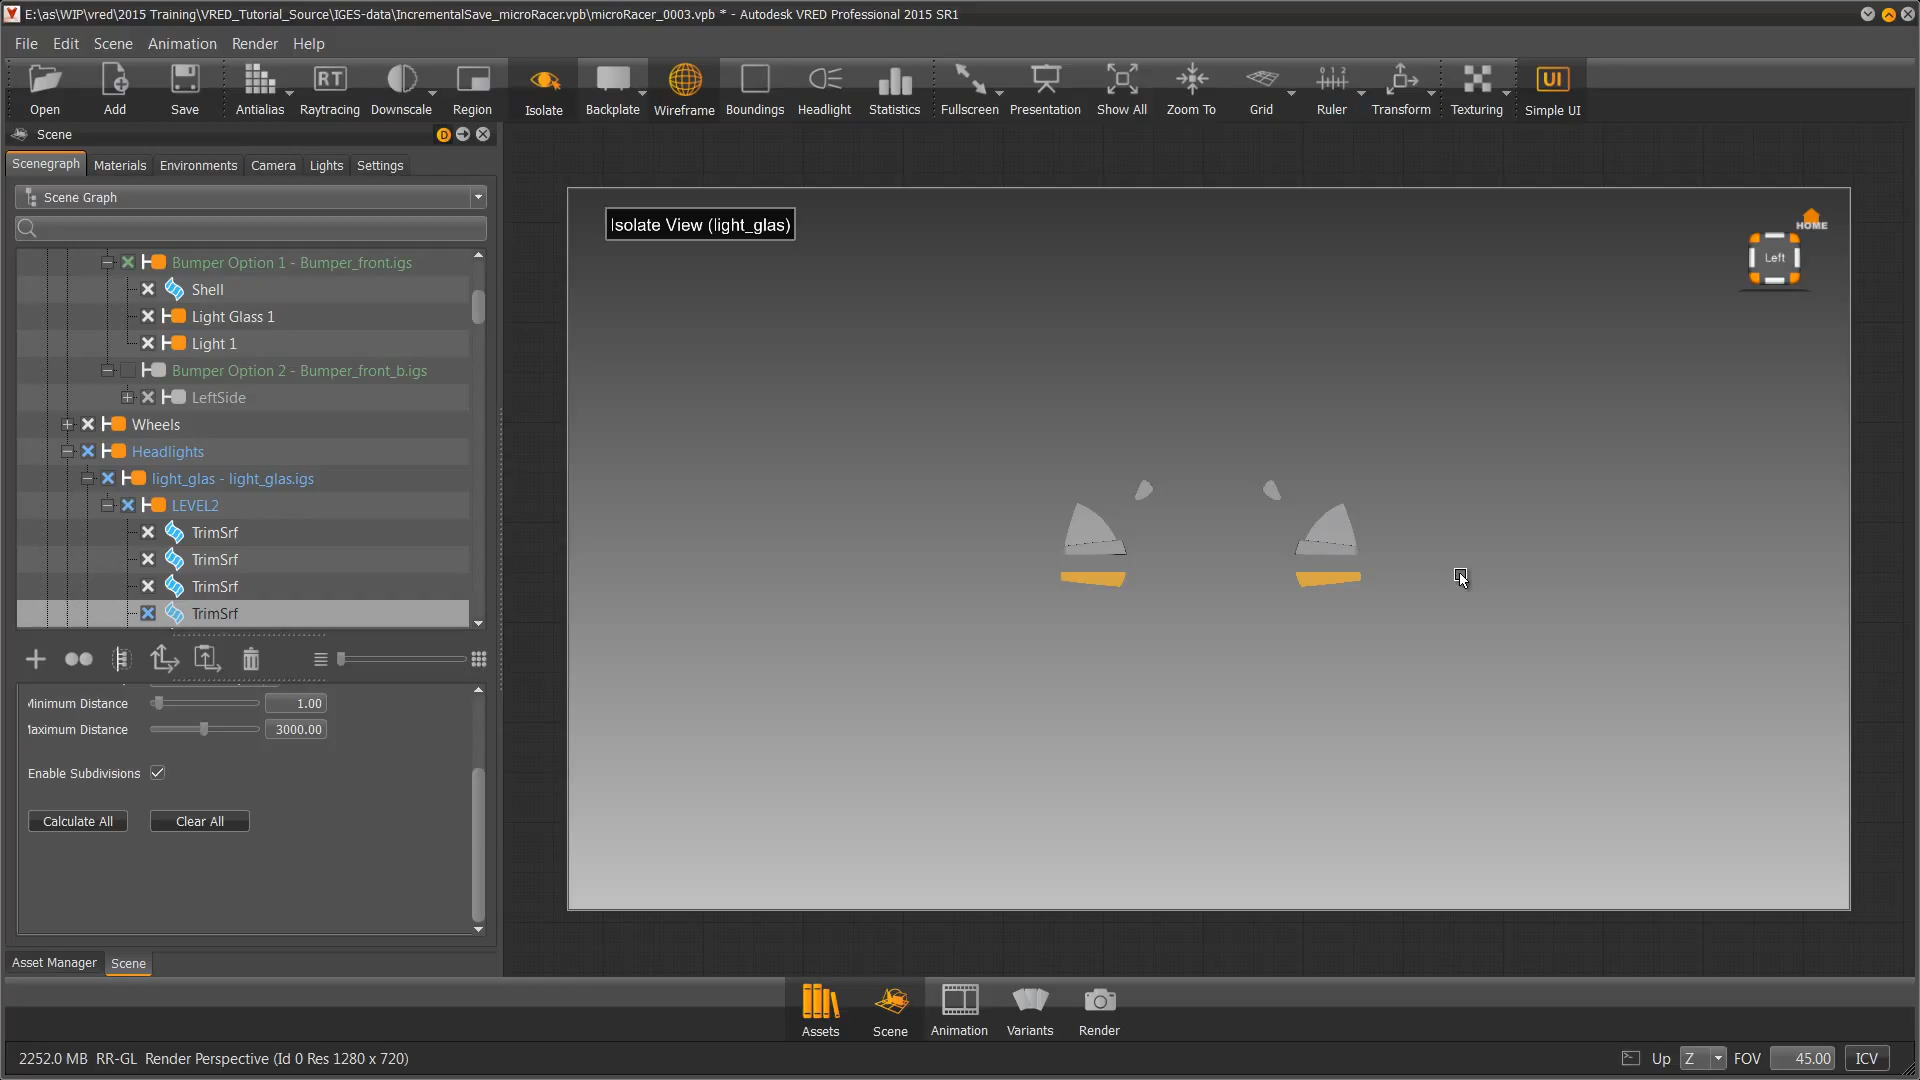 E:\as\WIP\vred\2015 Training\VRED_Tutorial_Source\IGES-data\IncrementalSave_microRacer.vpb\microRacer_0003.vpb * - Autodesk VRED Professional 2015 SR1
File Edit Scene Animation Render Help
Open Add Save Antialias Raytracing Downscale Region Isolate Backplate Wireframe Boundings Headlight Statistics Fullscreen Presentation Show All Zoom To Grid Ruler Transform Texturing Simple UI
RT
0 1 2
UI
Scene
D
Scenegraph Materials Environments Camera Lights Settings
Scene Graph
Bumper Option 1 - Bumper_front.igs
Shell
Light Glass 1
Light 1
Bumper Option 2 - Bumper_front_b.igs
LeftSide
Wheels
Headlights
light_glas - light_glas.igs
LEVEL2
TrimSrf
TrimSrf
TrimSrf
TrimSrf
Minimum Distance 1.00
Maximum Distance 3000.00
Enable Subdivisions
Calculate All Clear All
Asset Manager Scene
Isolate View (light_glas)
HOME
Left
Assets Scene Animation Variants Render
2252.0 MB RR-GL Render Perspective (Id 0 Res 1280 x 720)
Up Z FOV 45.00 ICV